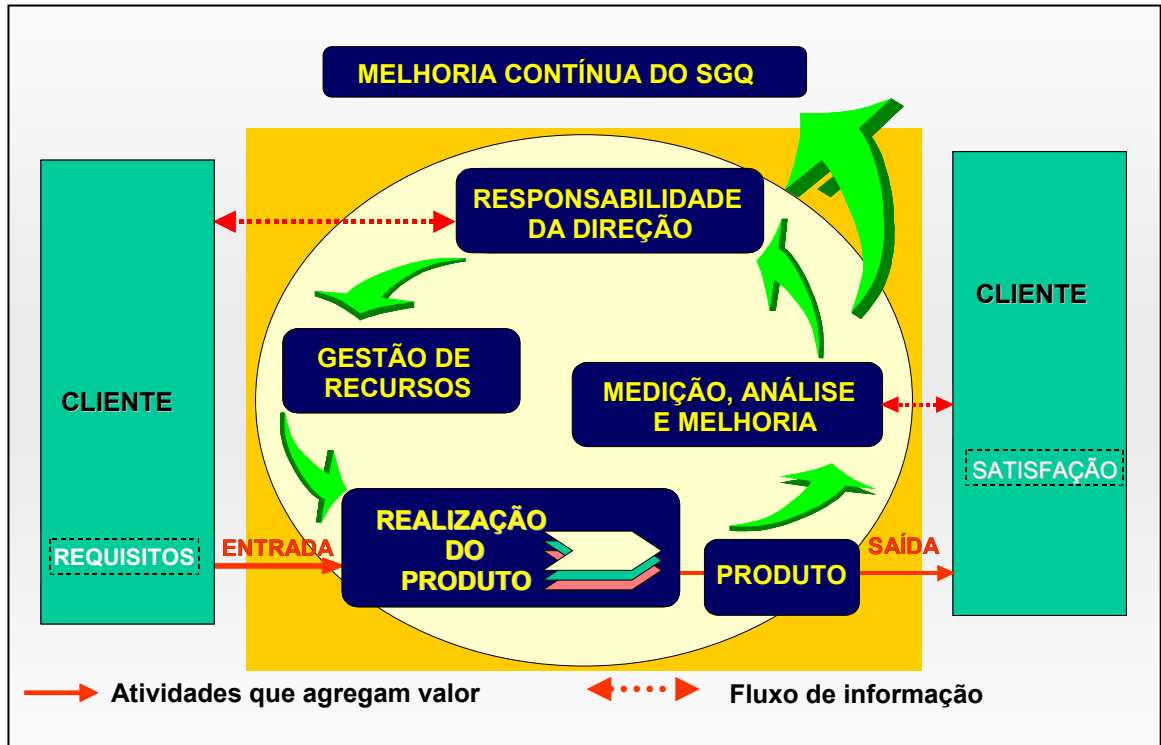 MELHORIA CONTÍNUA DO SGQ
RESPONSABILIDADE
DA DIREÇÃO
CLIENTE
GESTÃO DE
RECURSOS
MEDIÇÃO, ANÁLISE
E MELHORIA
CLIENTE
SATISFAÇÃO
REQUISITOS
ENTRADA
REALIZAÇÃO
DO
PRODUTO
PRODUTO
SAÍDA
Atividades que agregam valor
Fluxo de informação